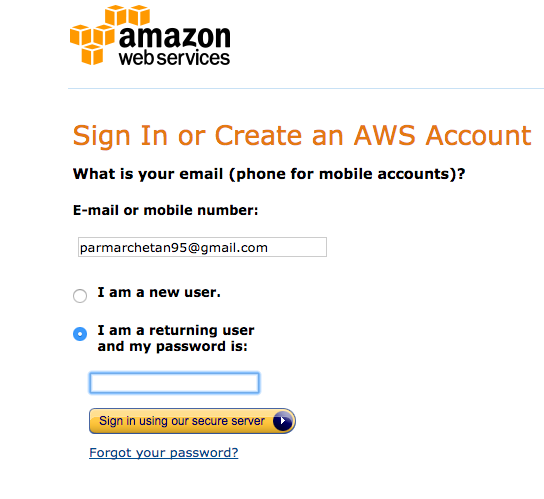 amazon
webservices
Sign In or Create an AWS Account
What is your email (phone for mobile accounts)?
E-mail or mobile number:
parmarchetan95@gmail.com
I am a new user.
I am a returning user
and my password is:
Sign in using our secure server
Forgot your password?